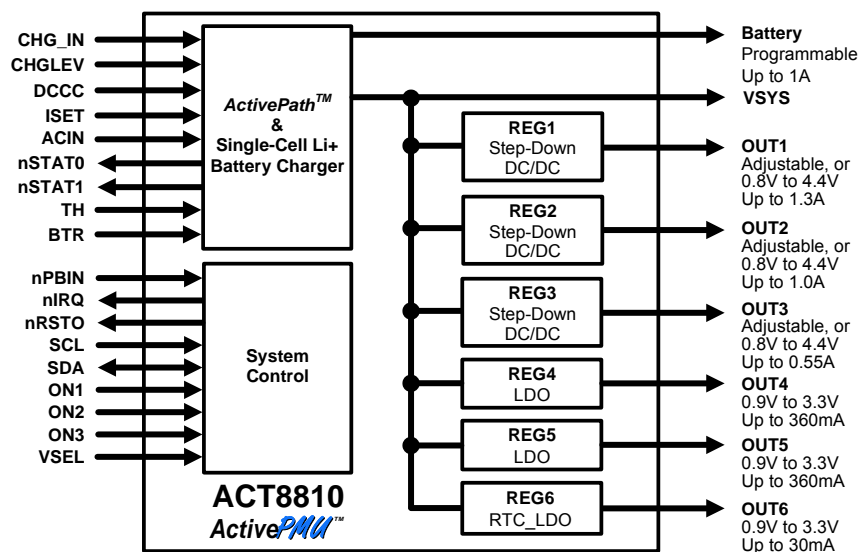 CHG_IN
CHGLEV
DCCC
ISET
ACIN
nSTAT0
nSTAT1
TH
BTR
nPBIN
nIRQ
nRSTO
SCL
SDA
ON1
ON2
ON3
VSEL
ActivePath™
&
Single-Cell Li+
Battery Charger
System
Control
ACT8810
ActivePMU™
REG1
Step-Down
DC/DC
REG2
Step-Down
DC/DC
REG3
Step-Down
DC/DC
REG4
LDO
REG5
LDO
REG6
RTC_LDO
Battery
Programmable
Up to 1A
VSYS
OUT1
Adjustable, or
0.8V to 4.4V
Up to 1.3A
OUT2
Adjustable, or
0.8V to 4.4V
Up to 1.0A
OUT3
Adjustable, or
0.8V to 4.4V
Up to 0.55A
OUT4
0.9V to 3.3V
Up to 360mA
OUT5
0.9V to 3.3V
Up to 360mA
OUT6
0.9V to 3.3V
Up to 30mA